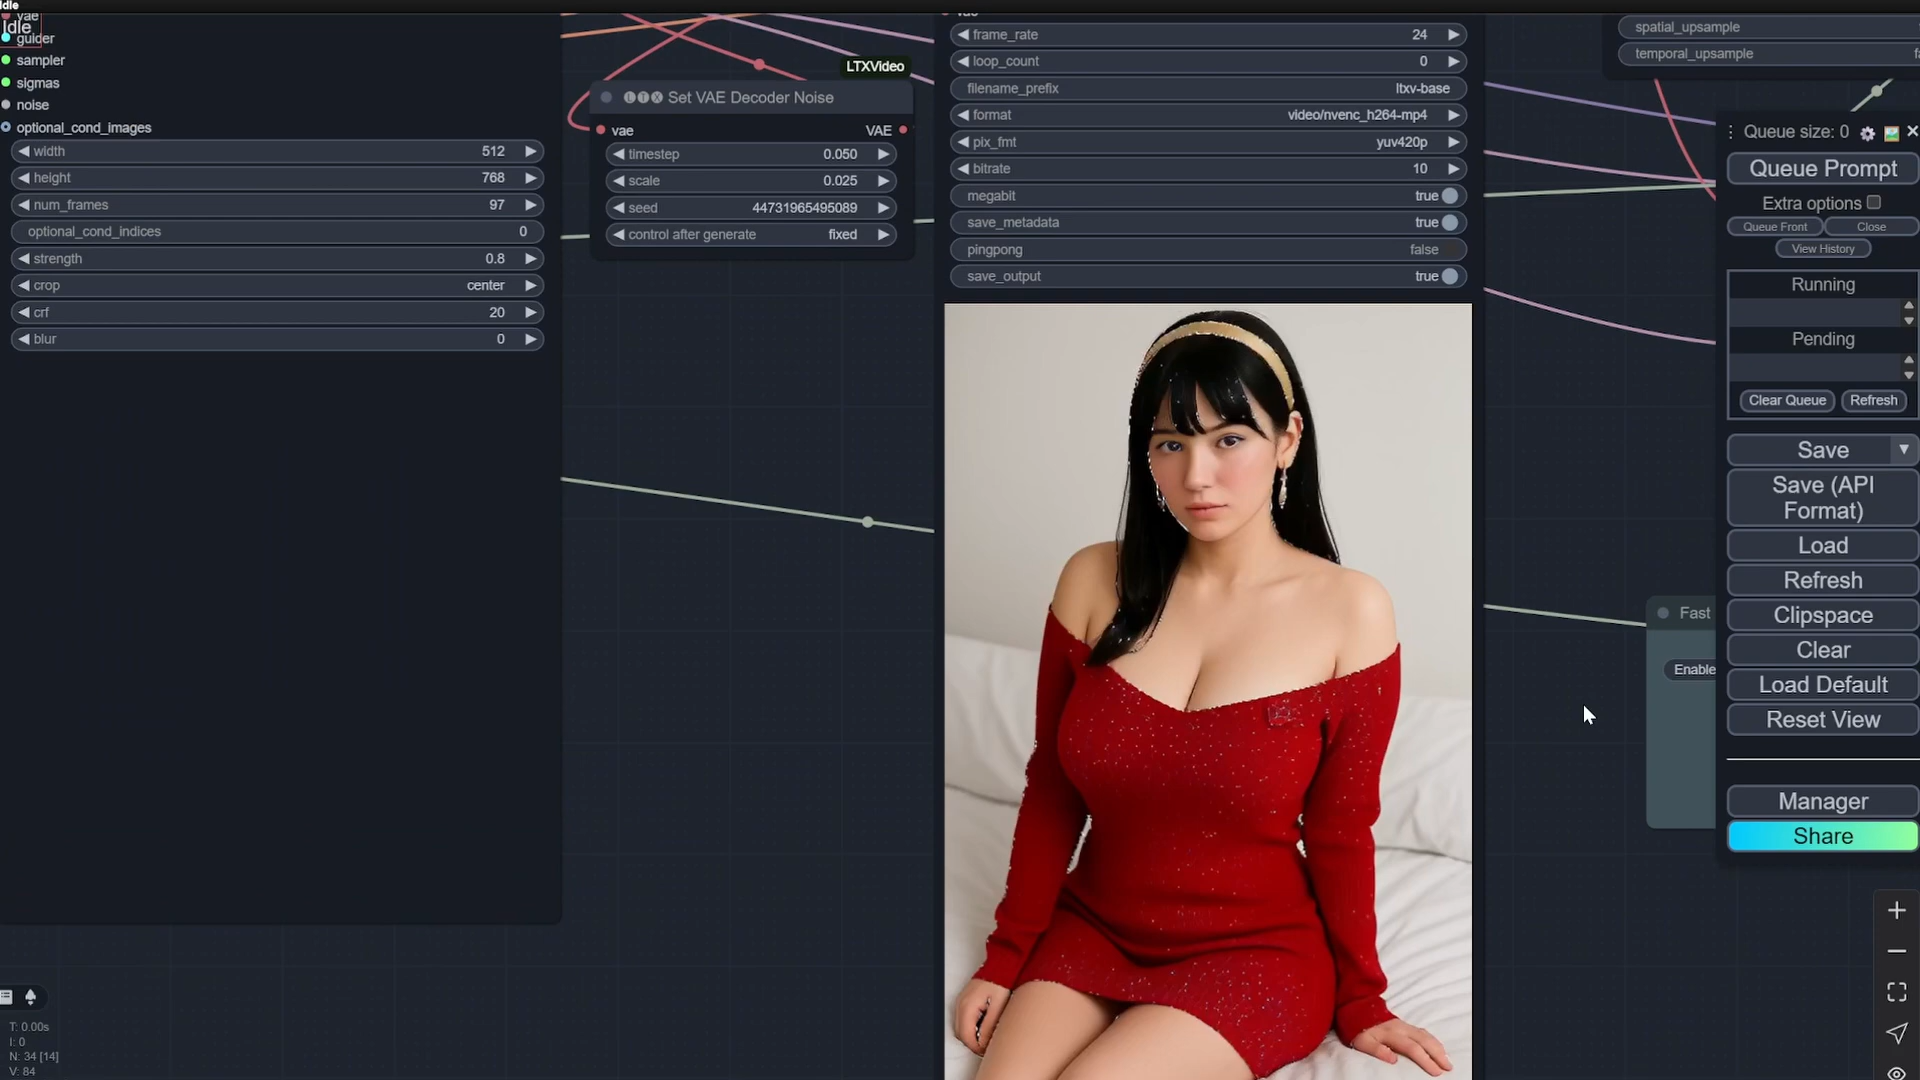 Idle
vae
Idle
guider
sampler
sigmas
noise
optional_cond_images
width 512
height 768
num_frames 97
optional_cond_indices 0
strength 0.8
crop center
crf 20
blur 0
LTXVideo
LTX Set VAE Decoder Noise
vae VAE
timestep 0.050
scale 0.025
seed 44731965495089
control after generate fixed
frame_rate 24
loop_count 0
filename_prefix ltxv-base
format video/nvenc_h264-mp4
pix_fmt yuv420p
bitrate 10
megabit true
save_metadata true
pingpong false
save_output true
spatial_upsample
temporal_upsample
Queue size: 0
Queue Prompt
Extra options
Queue Front Close
View History
Running
Pending
Clear Queue Refresh
Save
Save (API
Format)
Load
Refresh
Clipspace
Clear
Load Default
Reset View
Manager
Share
Fast
Enable
T: 0.00s
I: 0
N: 34 [14]
V: 84